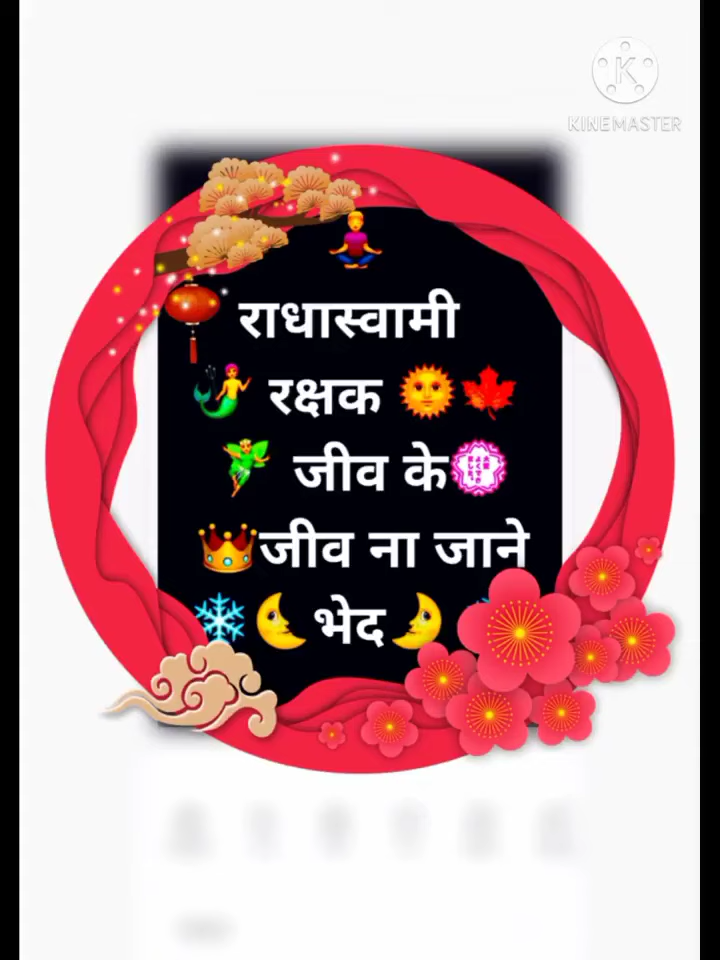 K
KINEMASTER
राधास्वामी
रक्षक
जीव के
जीव ना जाने
भेद